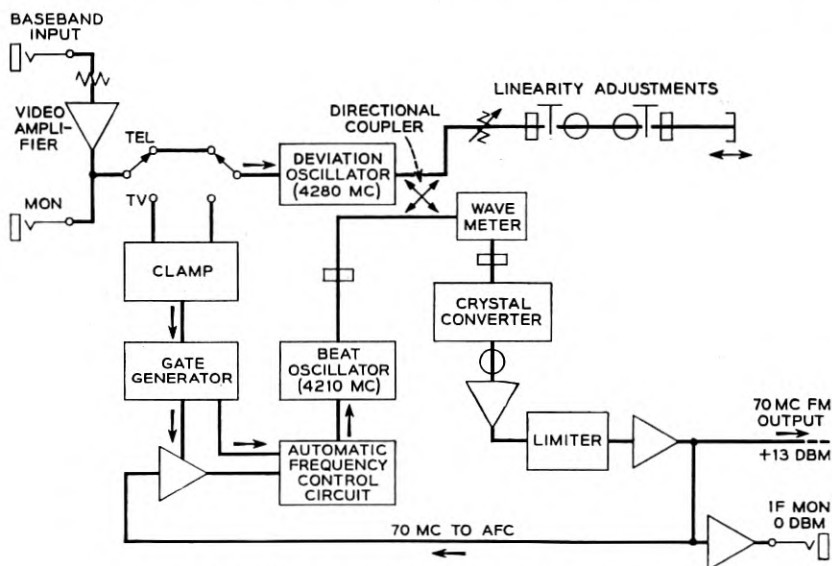 BASEBAND
INPUT
VIDEO
AMPLI-
FIER
MON
TEL
TV
DEVIATION
OSCILLATOR
(4280 MC)
DIRECTIONAL
COUPLER
LINEARITY ADJUSTMENTS
WAVE
METER
CLAMP
CRYSTAL
CONVERTER
GATE
GENERATOR
BEAT
OSCILLATOR
(4210 MC)
AUTOMATIC
FREQUENCY
CONTROL
CIRCUIT
LIMITER
70 MC FM
OUTPUT
+13 DBM
IF MON
0 DBM
70 MC TO AFC